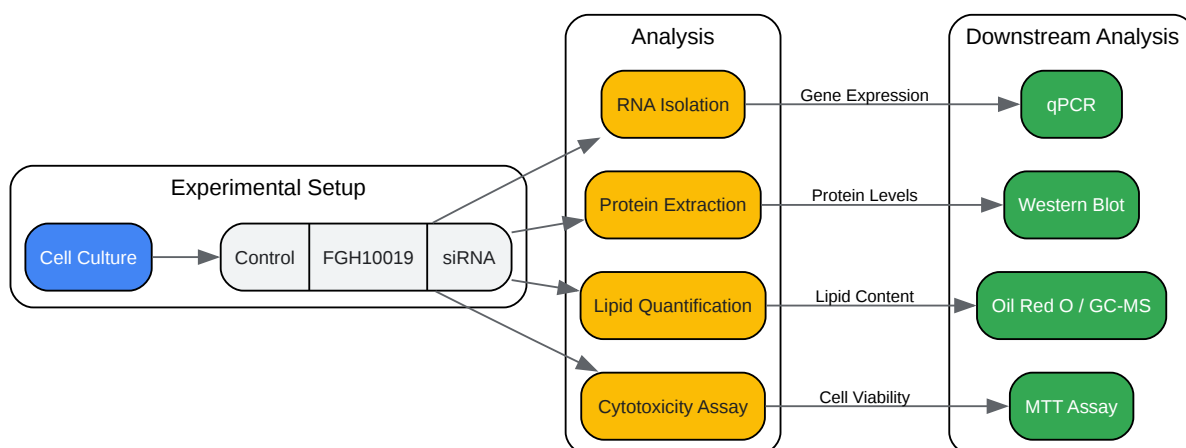 Analysis
Downstream Analysis
RNA Isolation
Gene Expression
qPCR
Experimental Setup
Protein Extraction
Protein Levels
Western Blot
Cell Culture
Control
FGH10019
siRNA
Lipid Quantification
Lipid Content
Oil Red O / GC-MS
Cytotoxicity Assay
Cell Viability
MTT Assay